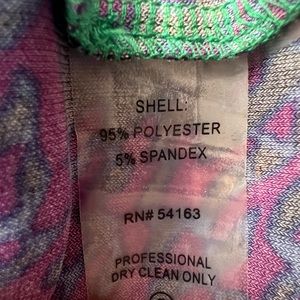 SHELL:
95% POLYESTER
5% SPANDEX
RN# 54163
PROFESSIONAL
DRY CLEAN ONLY